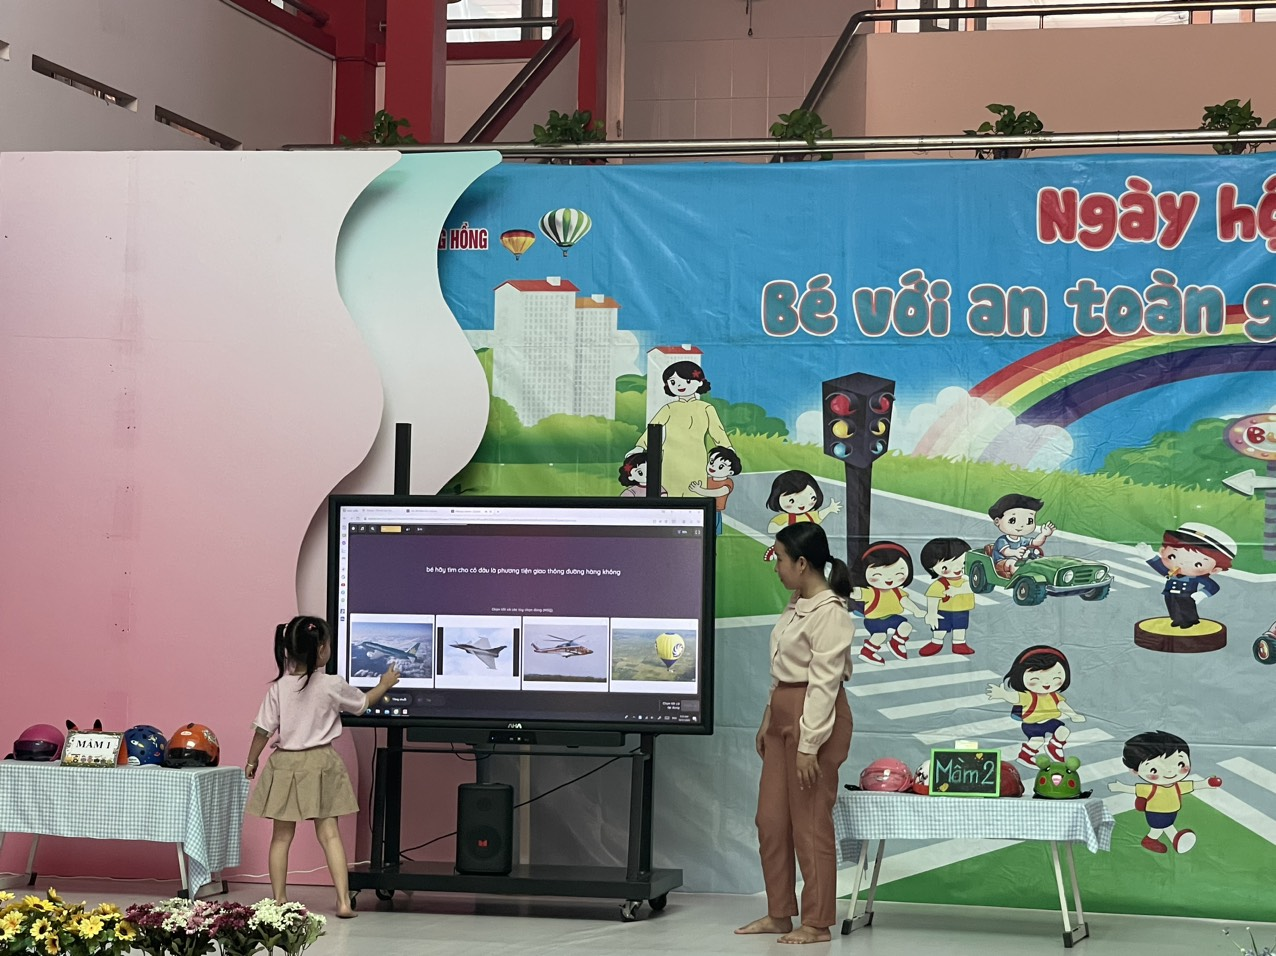 G HỒNG
Ngày hộ
Bé với an toàn g
bé hãy tìm cho cô đâu là phương tiện giao thông đường hàng không
MẦM 1
Mầm 2